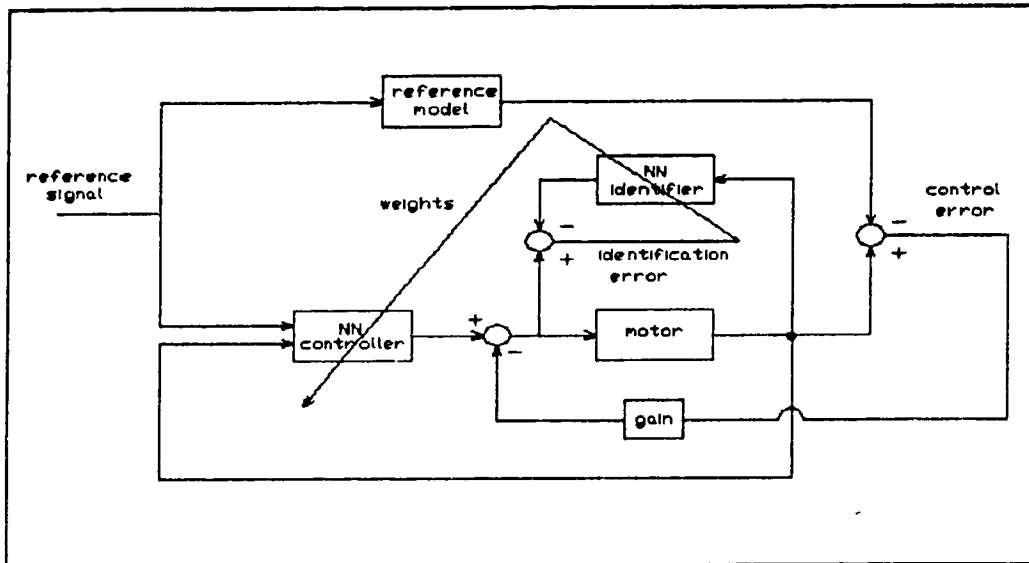 reference
model
NN
identifier
reference
signal
weights
control
error
−
+
identification
error
−
+
NN
controller
+
−
motor
gain